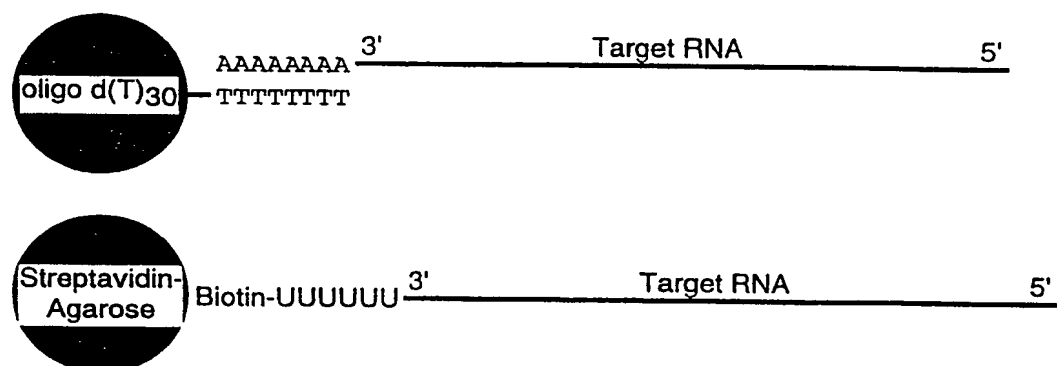 3' Target RNA 5'
AAAAAAAA
oligo d(T)30 TTTTTTTT
Streptavidin-
Agarose
Biotin-UUUUUU
3' Target RNA 5'